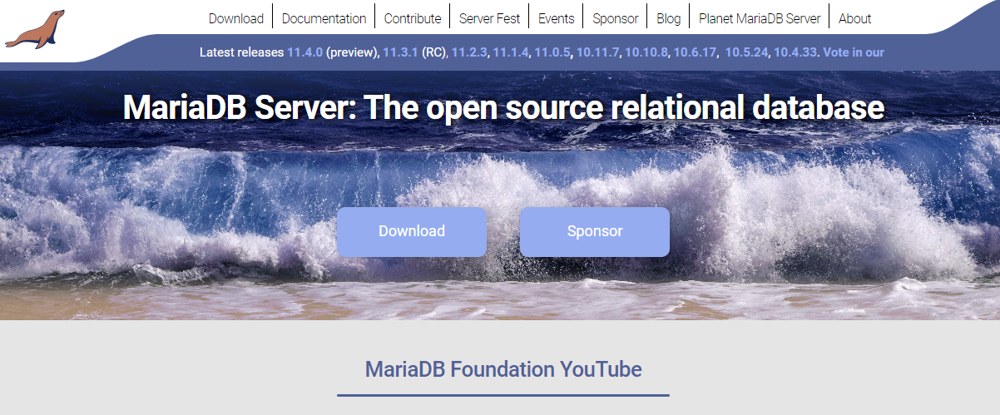 Download Documentation Contribute Server Fest Events Sponsor Blog Planet MariaDB Server About
Latest releases 11.4.0 (preview), 11.3.1 (RC), 11.2.3, 11.1.4, 11.0.5, 10.11.7, 10.10.8, 10.6.17, 10.5.24, 10.4.33. Vote in our
MariaDB Server: The open source relational database
Download Sponsor
MariaDB Foundation YouTube